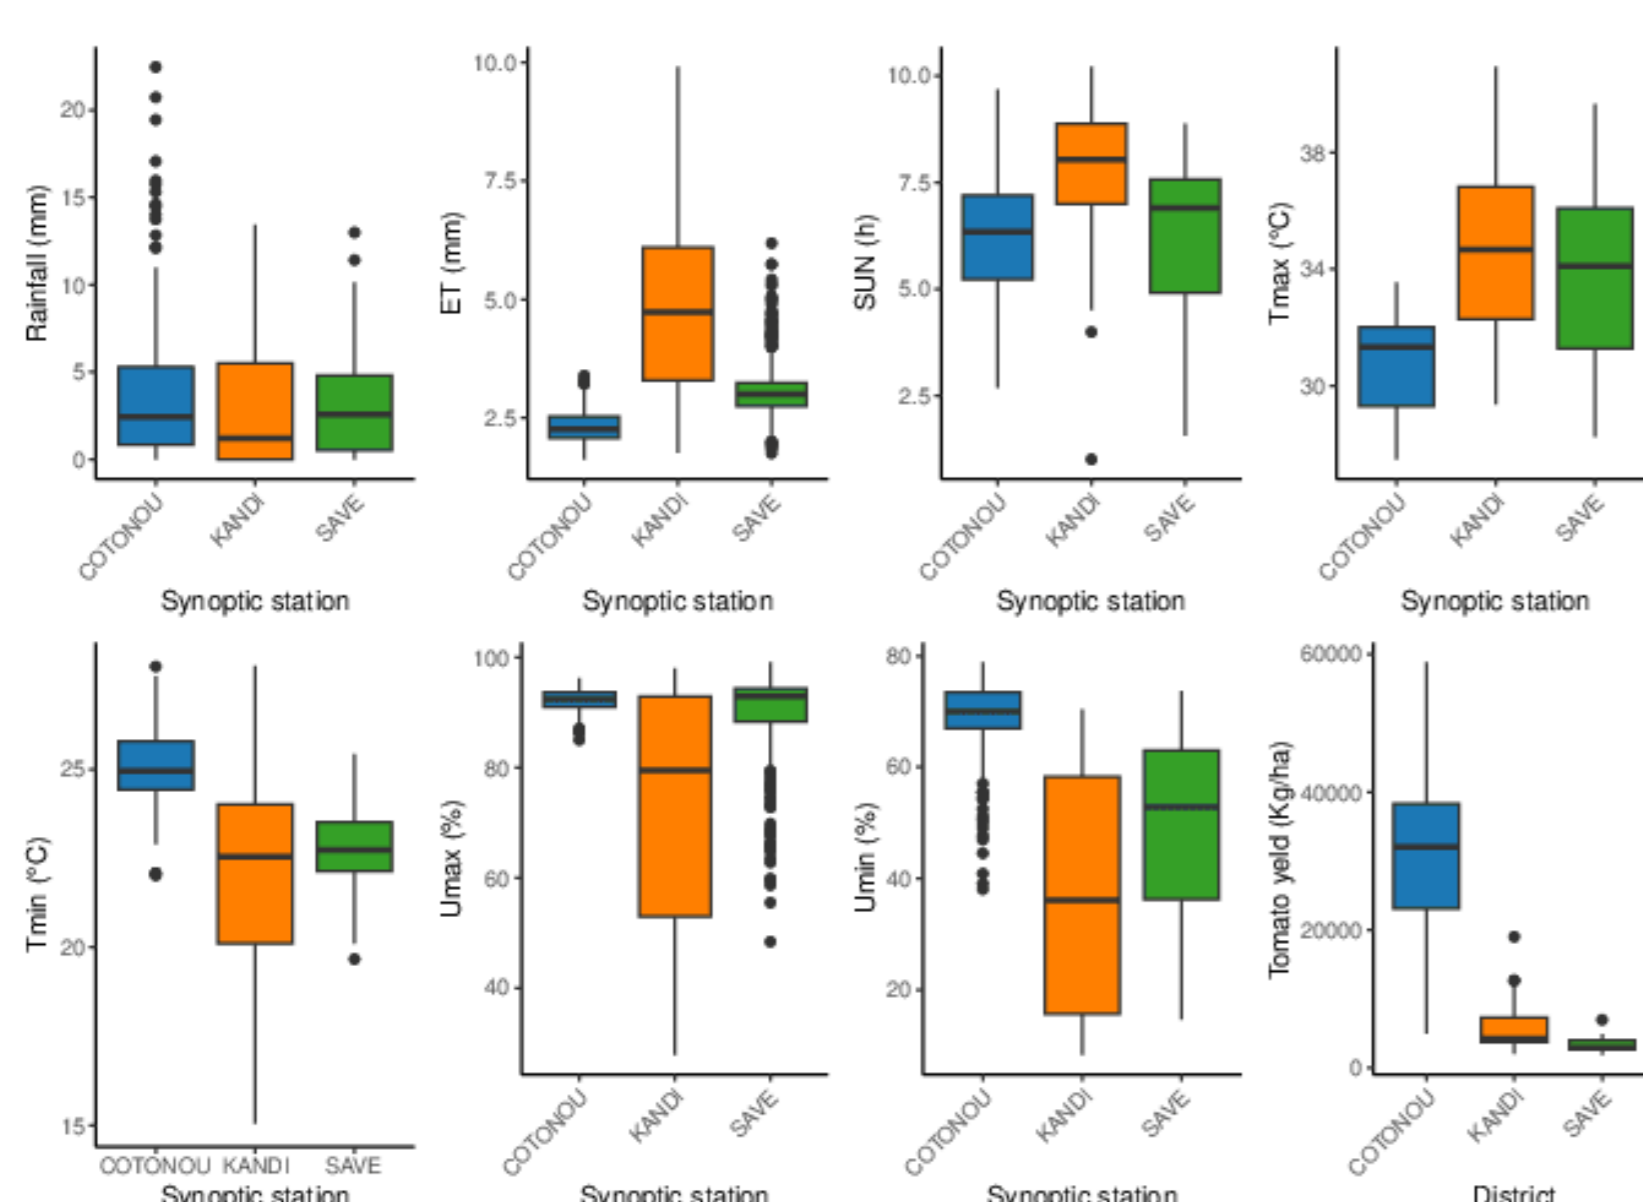 Rainfall (mm)
20
15
10
5
0
COTONOU KANDI SAVE
Synoptic station
ET (mm)
10.0
7.5
5.0
2.5
COTONOU KANDI SAVE
Synoptic station
SUN (h)
10.0
7.5
5.0
2.5
COTONOU KANDI SAVE
Synoptic station
Tmax (°C)
38
34
30
COTONOU KANDI SAVE
Synoptic station
Tmin (°C)
25
20
15
COTONOU KANDI SAVE
Synoptic station
Umax (%)
100
80
60
40
COTONOU KANDI SAVE
Synoptic station
Umin (%)
80
60
40
20
COTONOU KANDI SAVE
Synoptic station
Tomato yeld (Kg/ha)
60000
40000
20000
0
COTONOU KANDI SAVE
District